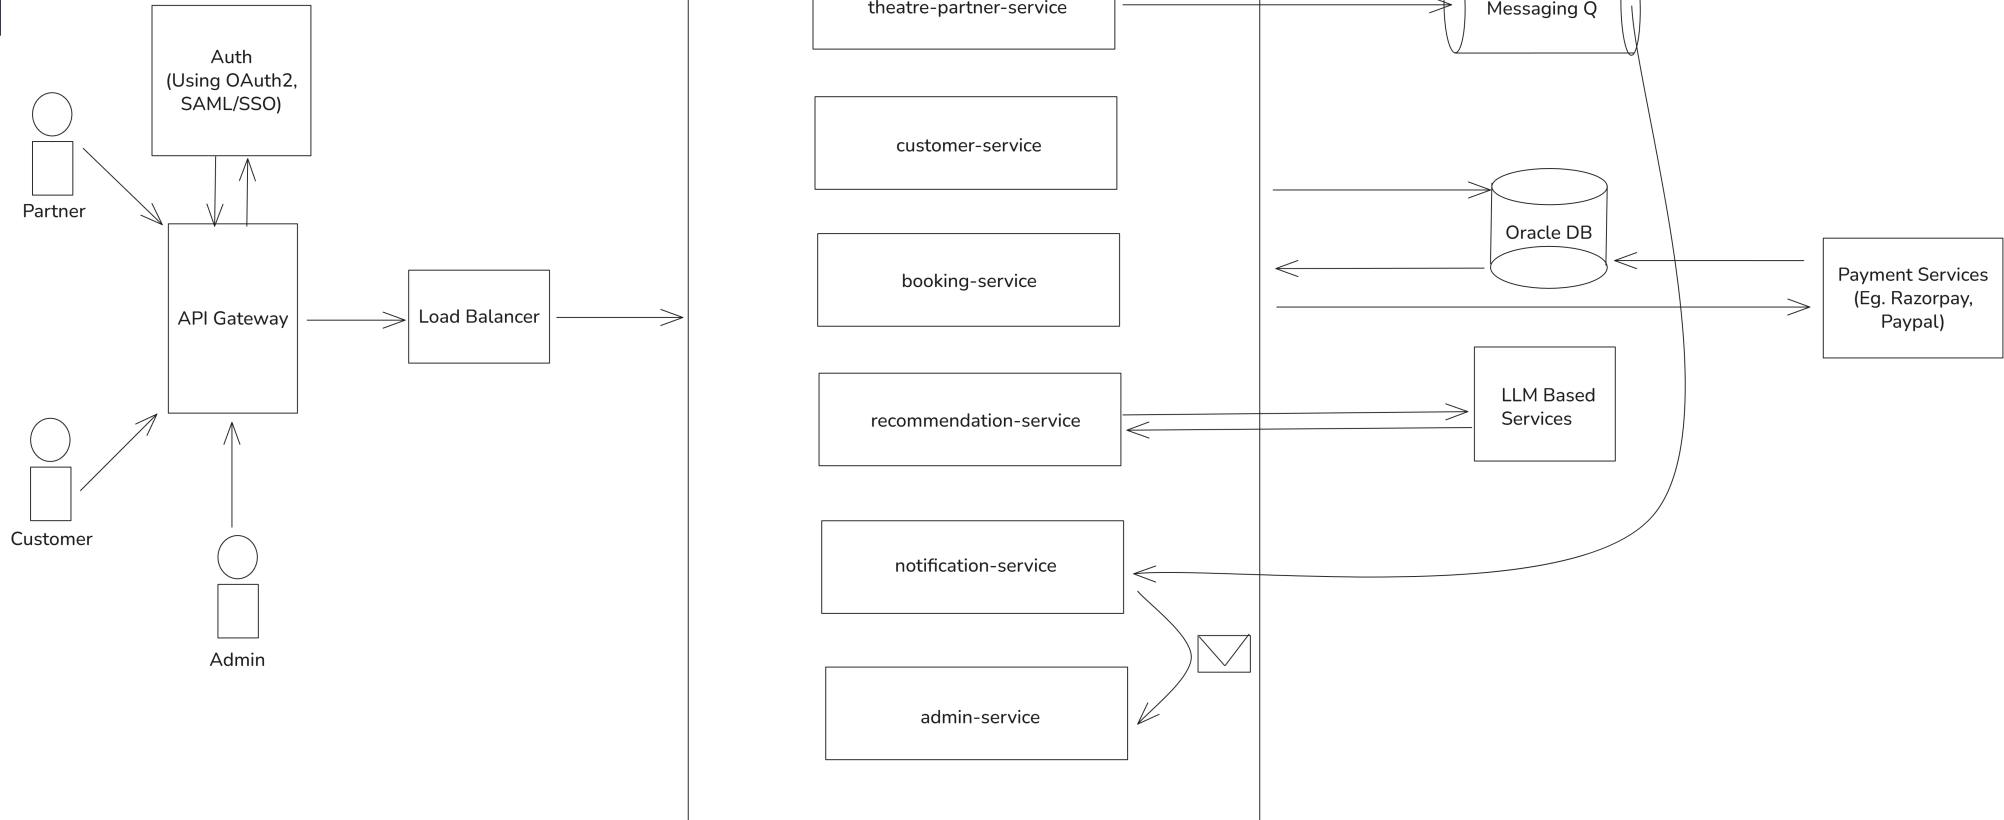 theatre-partner-service
Messaging Q
Auth
(Using OAuth2,
SAML/SSO)
customer-service
Partner
Oracle DB
booking-service
Payment Services
(Eg. Razorpay,
Paypal)
API Gateway
Load Balancer
LLM Based
Services
recommendation-service
Customer
notification-service
Admin
admin-service